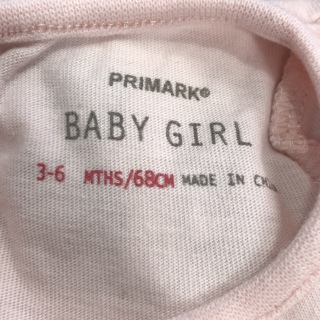 PRIMARK®
BABY GIRL
3-6 MTHS/68CM MADE IN